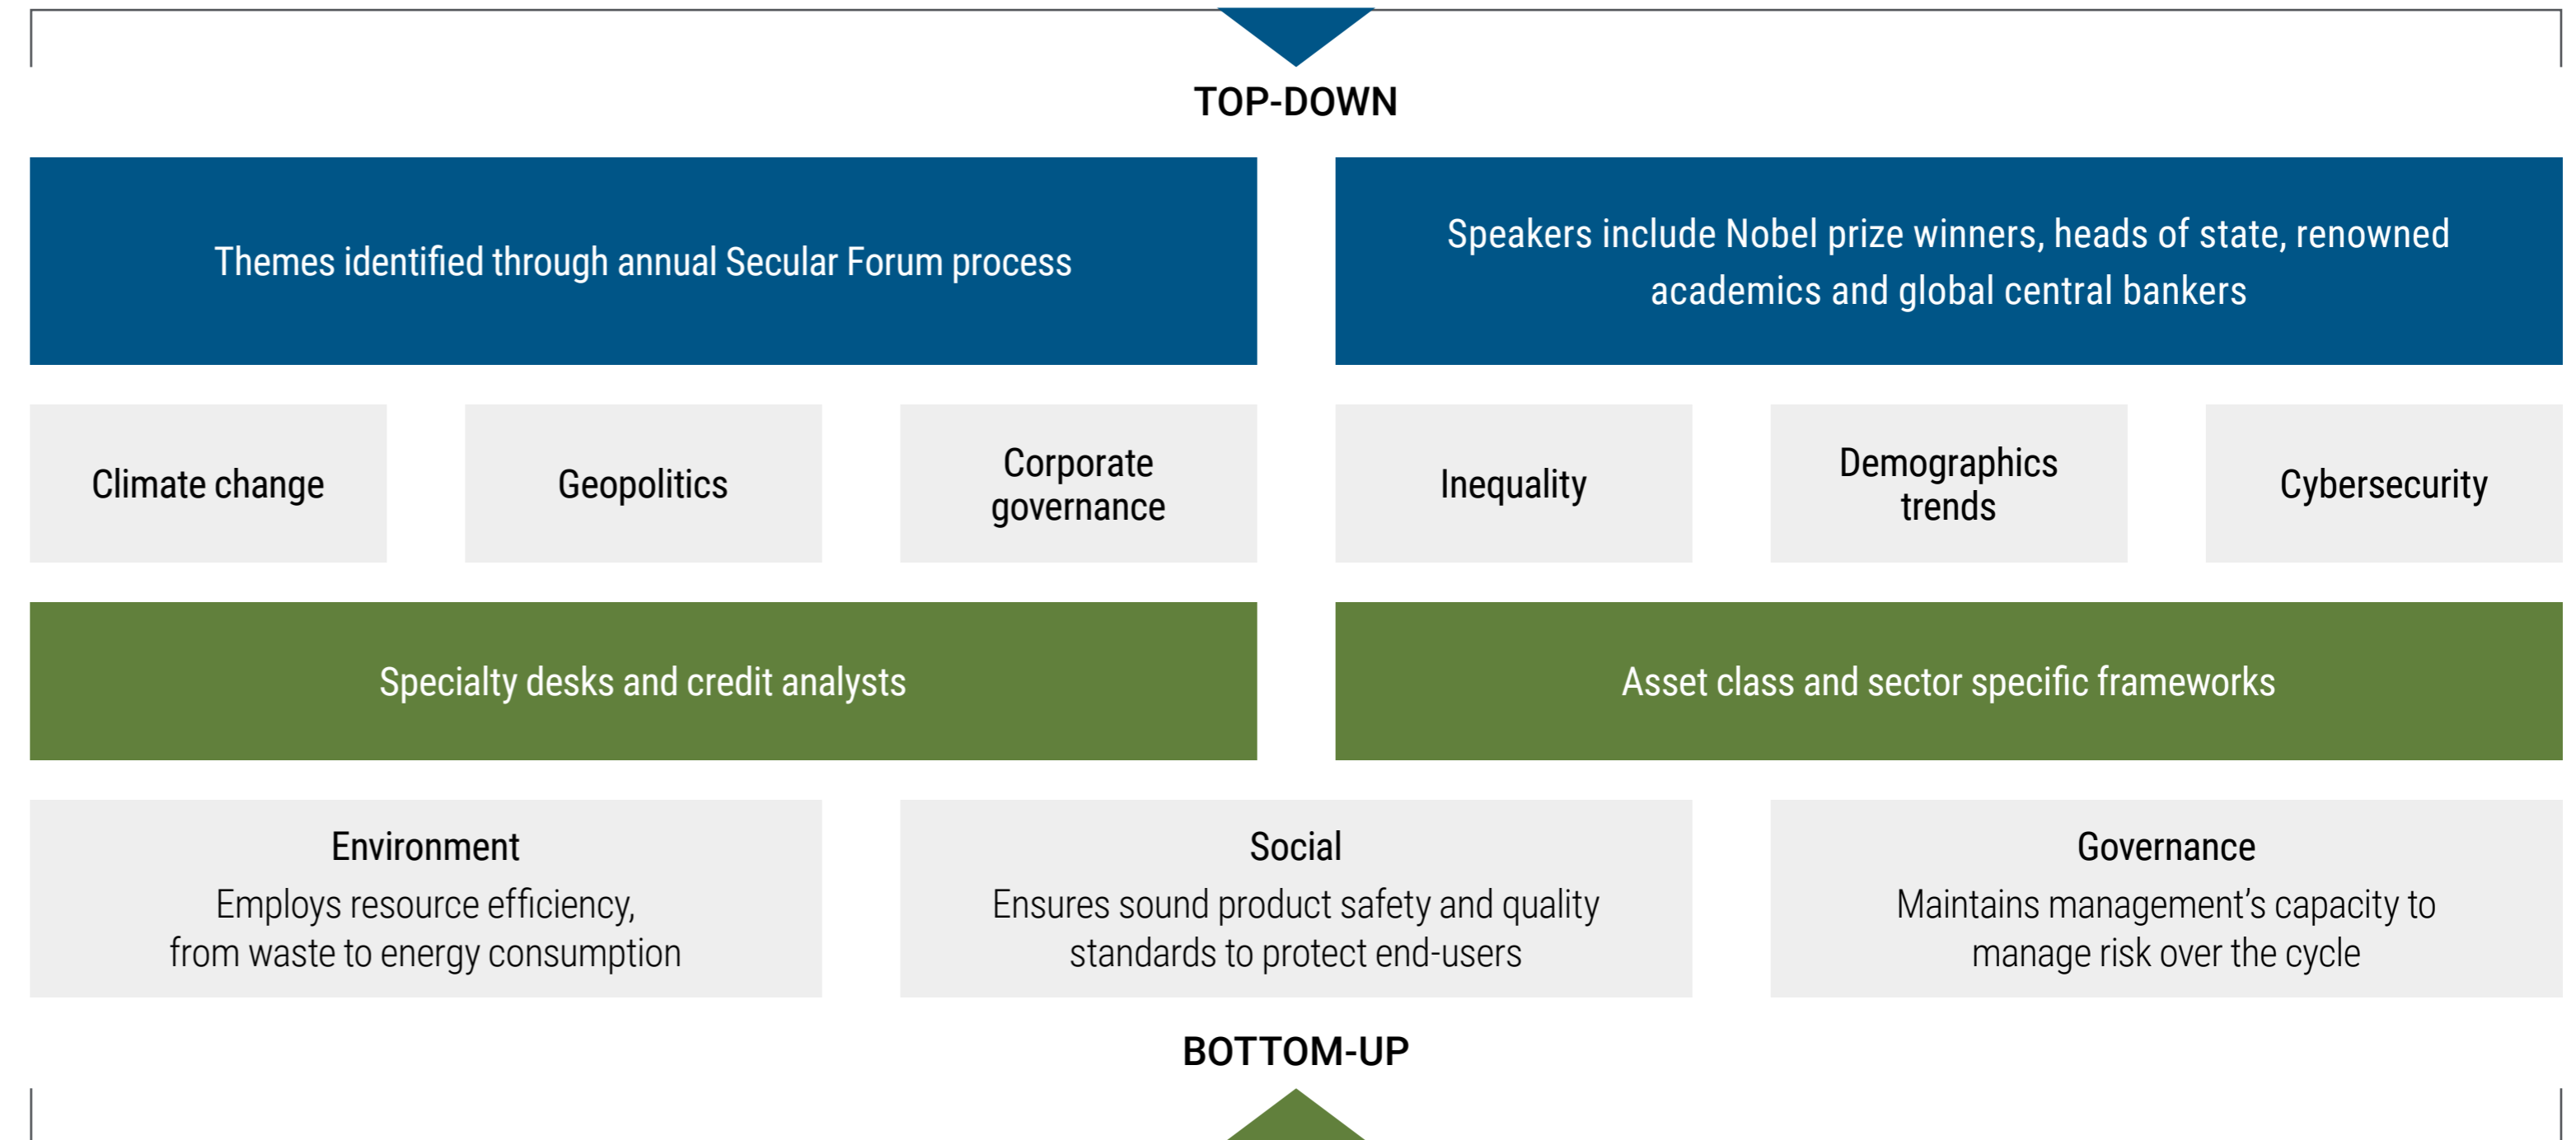 TOP-DOWN
Themes identified through annual Secular Forum process
Speakers include Nobel prize winners, heads of state, renowned
academics and global central bankers
Climate change
Geopolitics
Corporate
governance
Inequality
Demographics
trends
Cybersecurity
Specialty desks and credit analysts
Asset class and sector specific frameworks
Environment
Employs resource efficiency,
from waste to energy consumption
Social
Ensures sound product safety and quality
standards to protect end-users
Governance
Maintains management’s capacity to
manage risk over the cycle
BOTTOM-UP